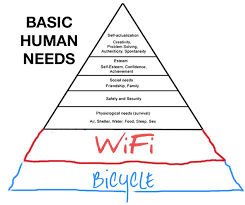 BASIC
HUMAN
NEEDS
Self-actualization
Creativity,
Problem Solving,
Authenticity, Spontaneity
Esteem
Self-Esteem, Confidence,
Achievement
Social needs
Friendship, Family
Safety and Security
Physiological needs (survival)
Air, Shelter, Water, Food, Sleep, Sex
WiFi
BiCYCLE